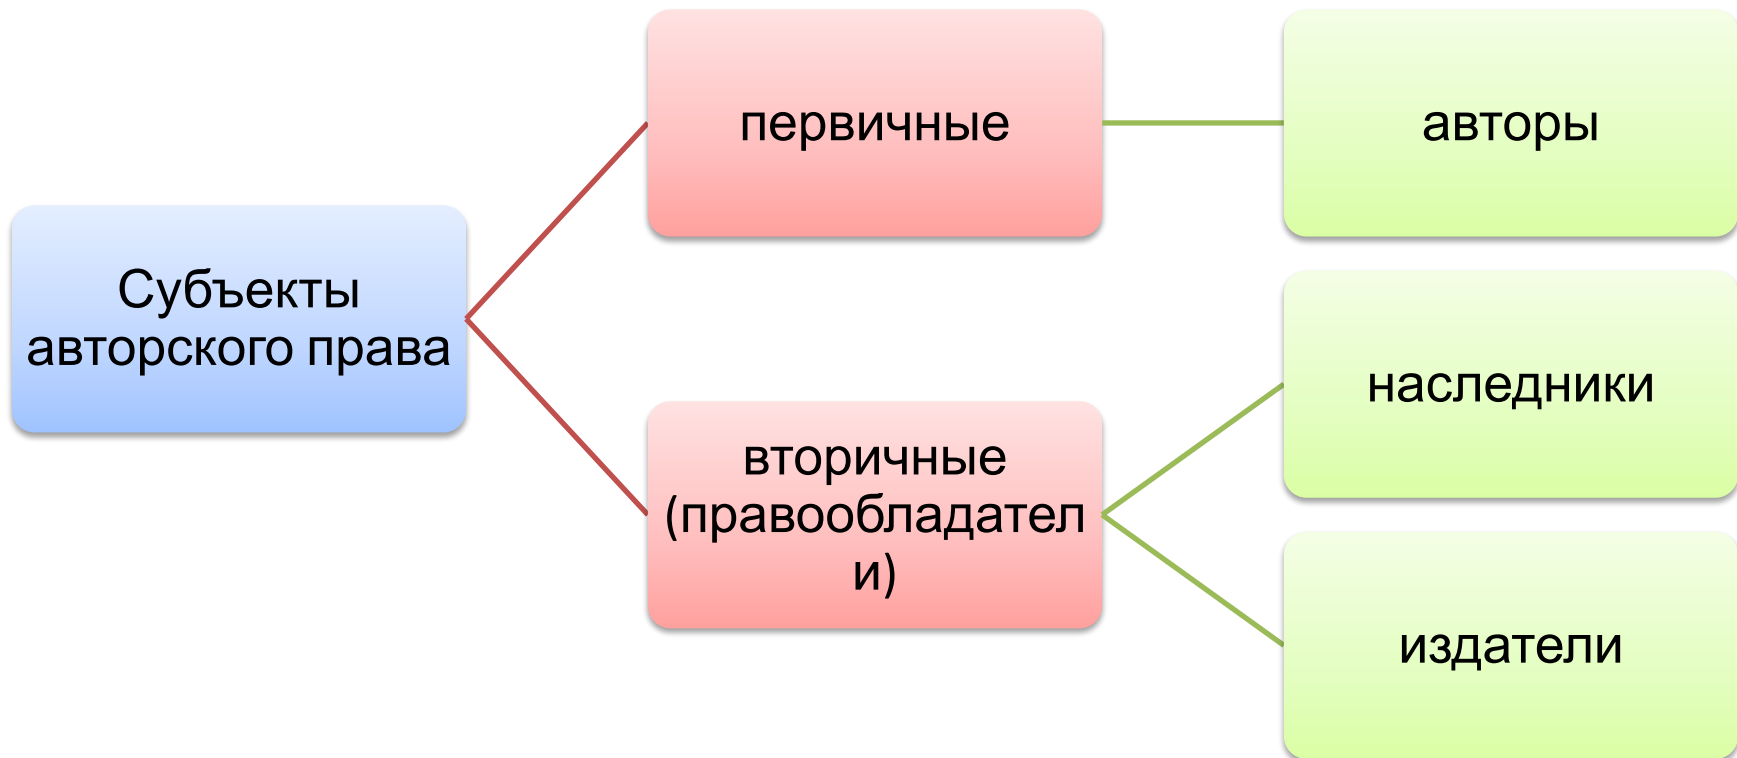 Субъекты
авторского права
первичные
авторы
вторичные
(правообладател
и)
наследники
издатели